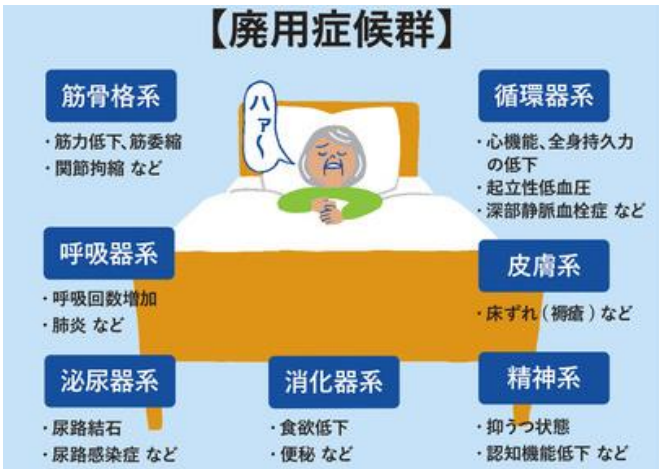 【廃用症候群】
筋骨格系
・筋力低下、筋委縮
・関節拘縮 など
ハァ〜
循環器系
・心機能、全身持久力
の低下
・起立性低血圧
・深部静脈血栓症 など
呼吸器系
・呼吸回数増加
・肺炎 など
皮膚系
・床ずれ（褥瘡）など
泌尿器系
・尿路結石
・尿路感染症 など
消化器系
・食欲低下
・便秘 など
精神系
・抑うつ状態
・認知機能低下 など